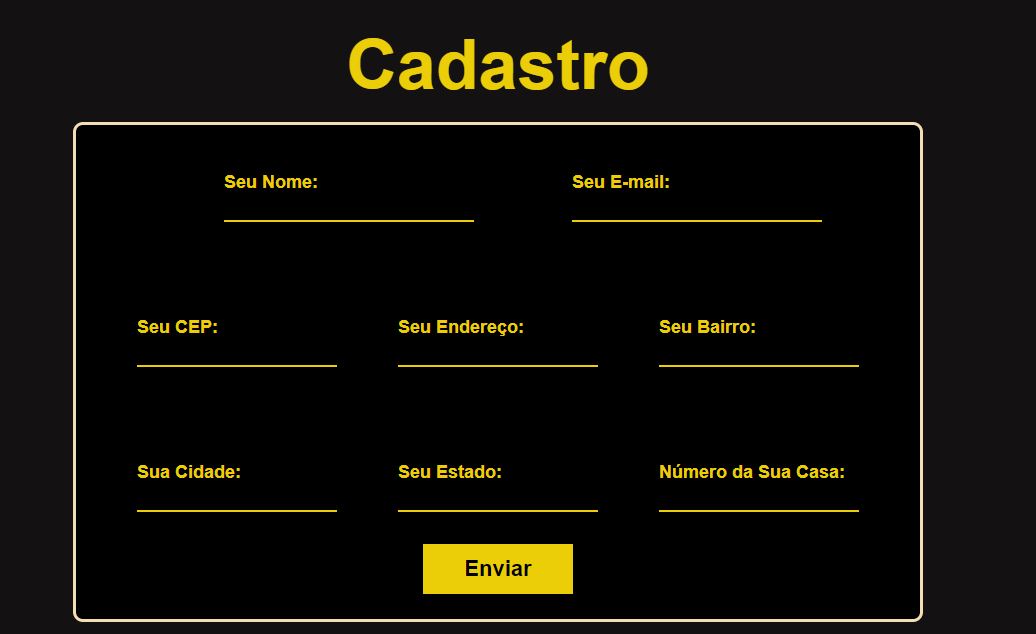 Cadastro
Seu Nome: Seu E-mail:
Seu CEP: Seu Endereço: Seu Bairro:
Sua Cidade: Seu Estado: Número da Sua Casa:
Enviar